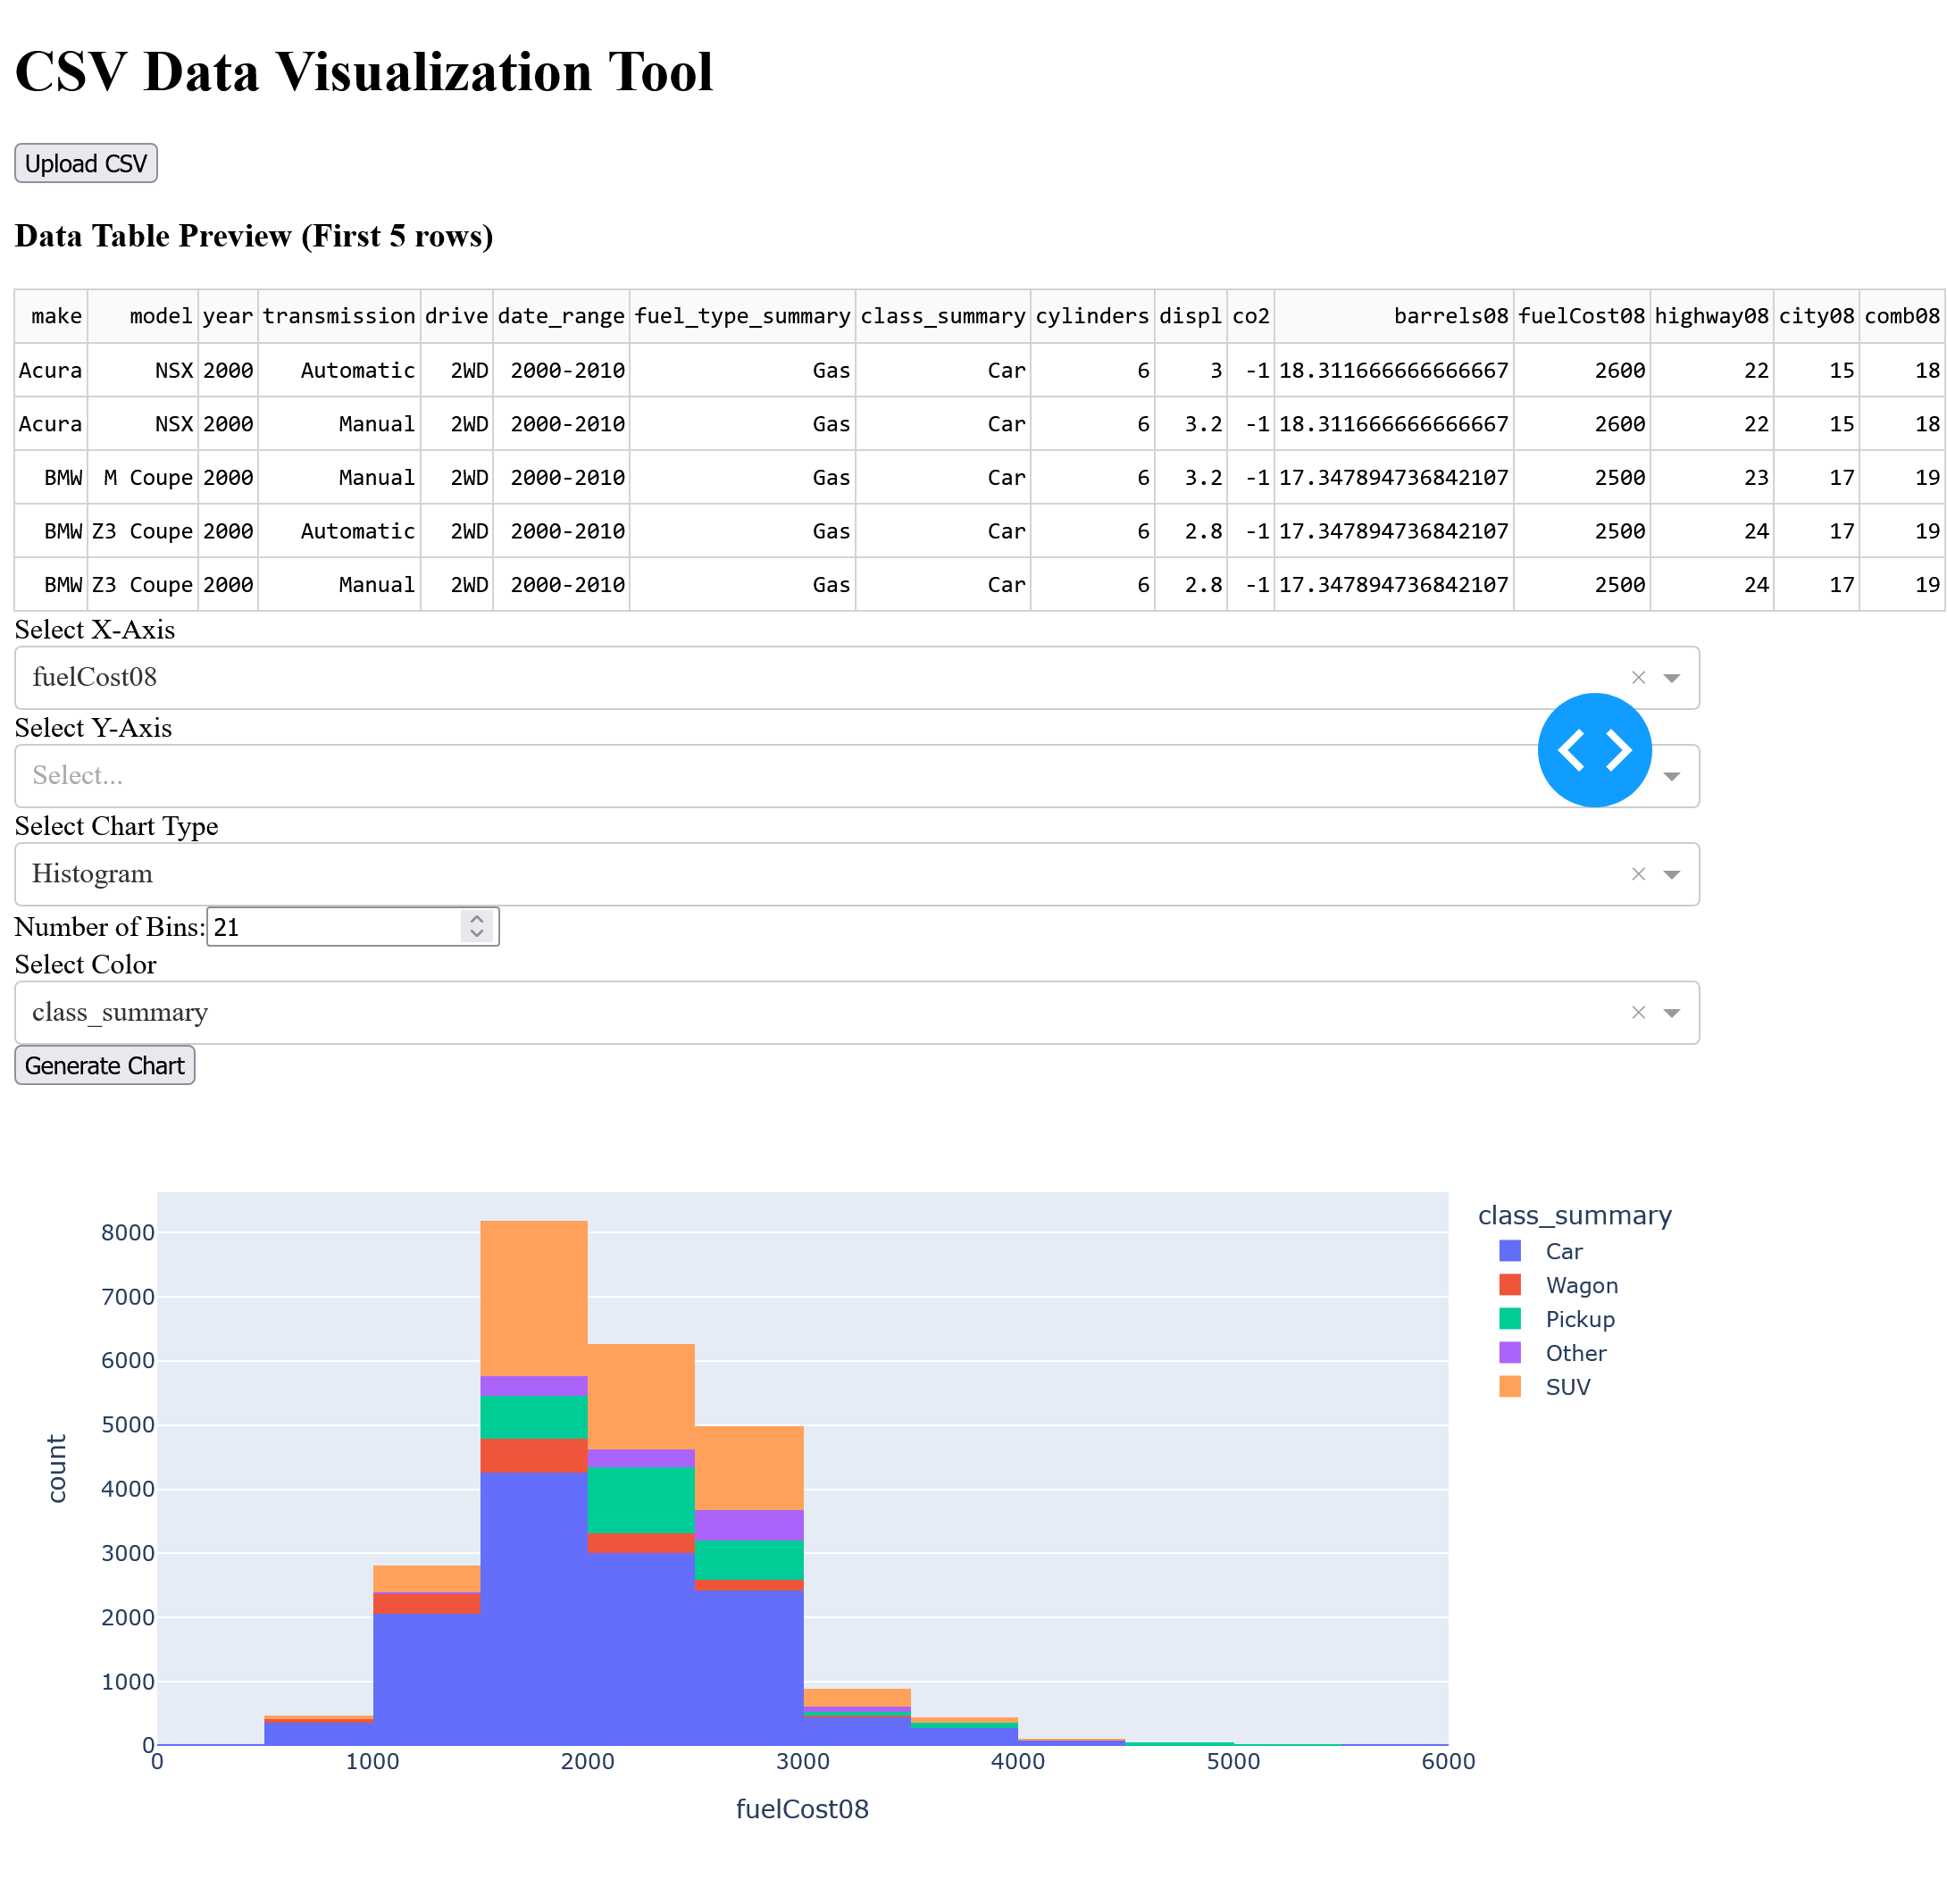 CSV Data Visualization Tool
Upload CSV
Data Table Preview (First 5 rows)
make model year transmission drive date_range fuel_type_summary class_summary cylinders displ co2 barrels08 fuelCost08 highway08 city08 comb08
Acura NSX 2000 Automatic 2WD 2000-2010 Gas Car 6 3 -1 18.311666666666667 2600 22 15 18
Acura NSX 2000 Manual 2WD 2000-2010 Gas Car 6 3.2 -1 18.311666666666667 2600 22 15 18
BMW M Coupe 2000 Manual 2WD 2000-2010 Gas Car 6 3.2 -1 17.347894736842107 2500 23 17 19
BMW Z3 Coupe 2000 Automatic 2WD 2000-2010 Gas Car 6 2.8 -1 17.347894736842107 2500 24 17 19
BMW Z3 Coupe 2000 Manual 2WD 2000-2010 Gas Car 6 2.8 -1 17.347894736842107 2500 24 17 19
Select X-Axis
fuelCost08
Select Y-Axis
Select...
Select Chart Type
Histogram
Number of Bins: 21
Select Color
class_summary
Generate Chart
8000
7000
6000
5000
4000
3000
2000
1000
0
count
0 1000 2000 3000 4000 5000 6000
fuelCost08
class_summary
Car
Wagon
Pickup
Other
SUV